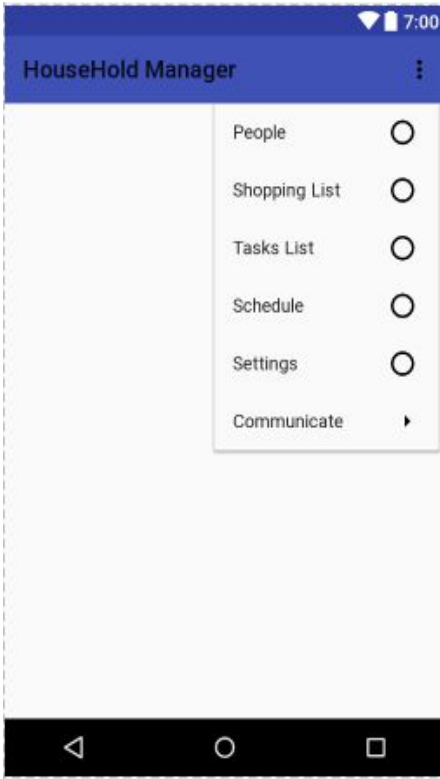 7:00
HouseHold Manager
People
Shopping List
Tasks List
Schedule
Settings
Communicate